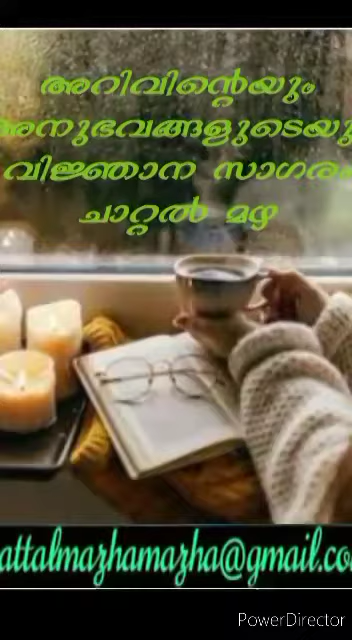 അറിവിന്റെയും
അനുഭവങ്ങളുടെയു
വിജ്ഞാന സാഗരം
ചാറ്റൽ മഴ
attalmazhamazha@gmail.co
PowerDirector